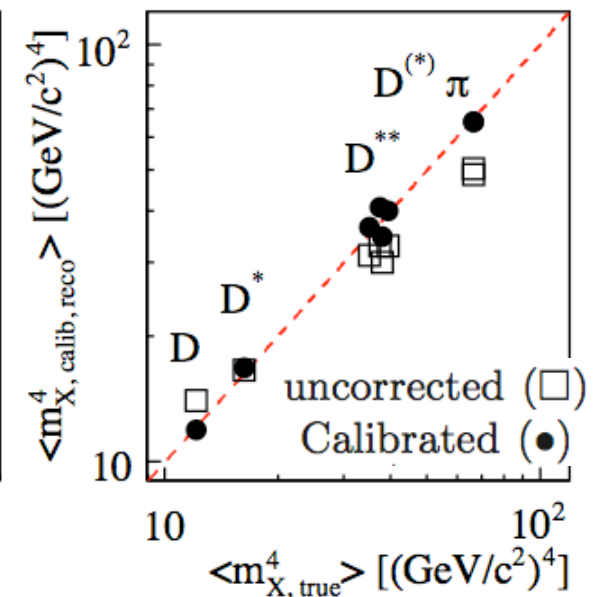 <m⁴X, calib, reco> [(GeV/c²)⁴]
10²
10
D(*) π
D**
D*
D
uncorrected (□)
Calibrated (●)
10
10²
<m⁴X, true> [(GeV/c²)⁴]